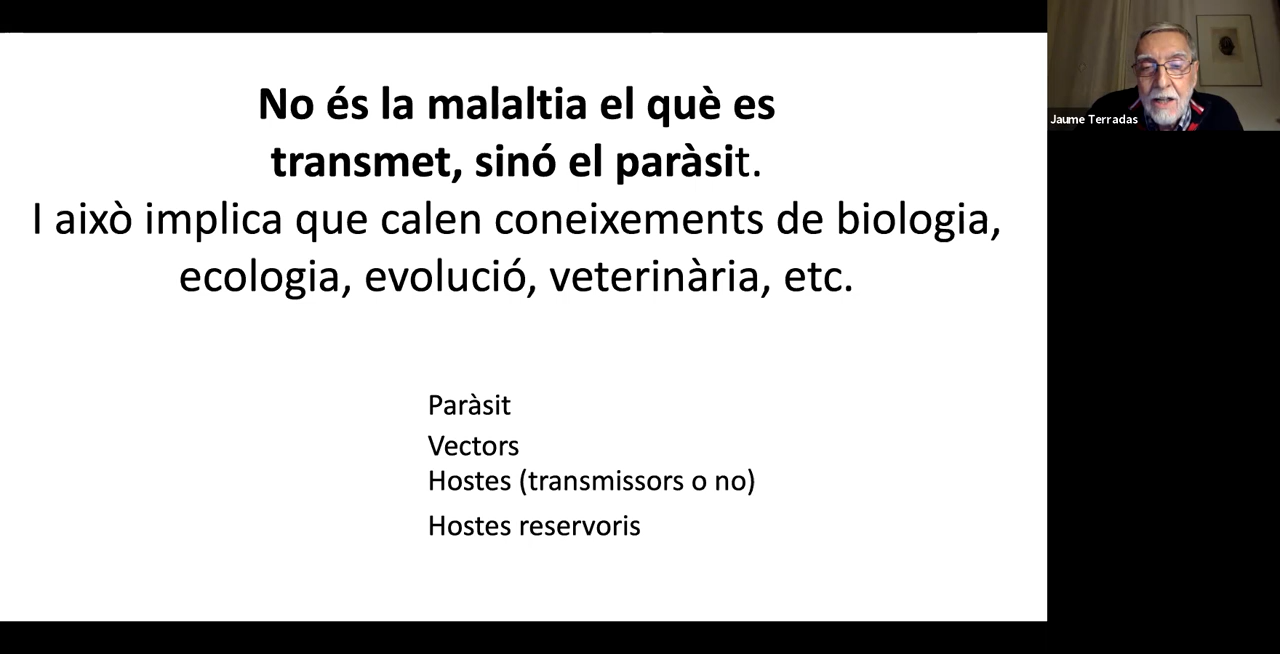 No és la malaltia el què es
transmet, sinó el paràsit.
I això implica que calen coneixements de biologia,
ecologia, evolució, veterinària, etc.
Paràsit
Vectors
Hostes (transmissors o no)
Hostes reservoris
Jaume Terradas